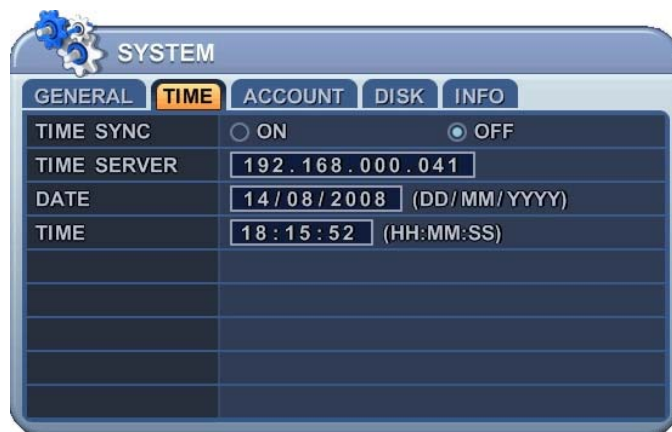 SYSTEM
GENERAL TIME ACCOUNT DISK INFO
TIME SYNC ON OFF
TIME SERVER 192.168.000.041
DATE 14/08/2008 (DD/MM/YYYY)
TIME 18:15:52 (HH:MM:SS)